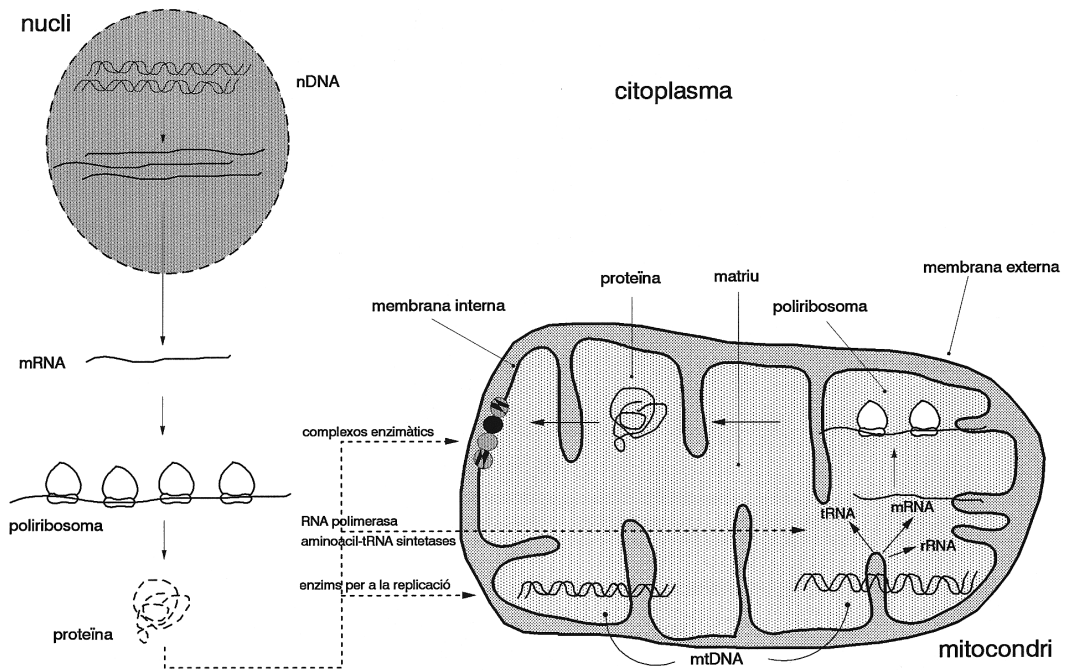 nucli
nDNA
citoplasma
mRNA
poliribosoma
proteïna
membrana interna
proteïna
matriu
poliribosoma
membrana externa
complexos enzimàtics
RNA polimerasa
aminoacil-tRNA sintetases
enzims per a la replicació
tRNA
mRNA
rRNA
mtDNA
mitocondri